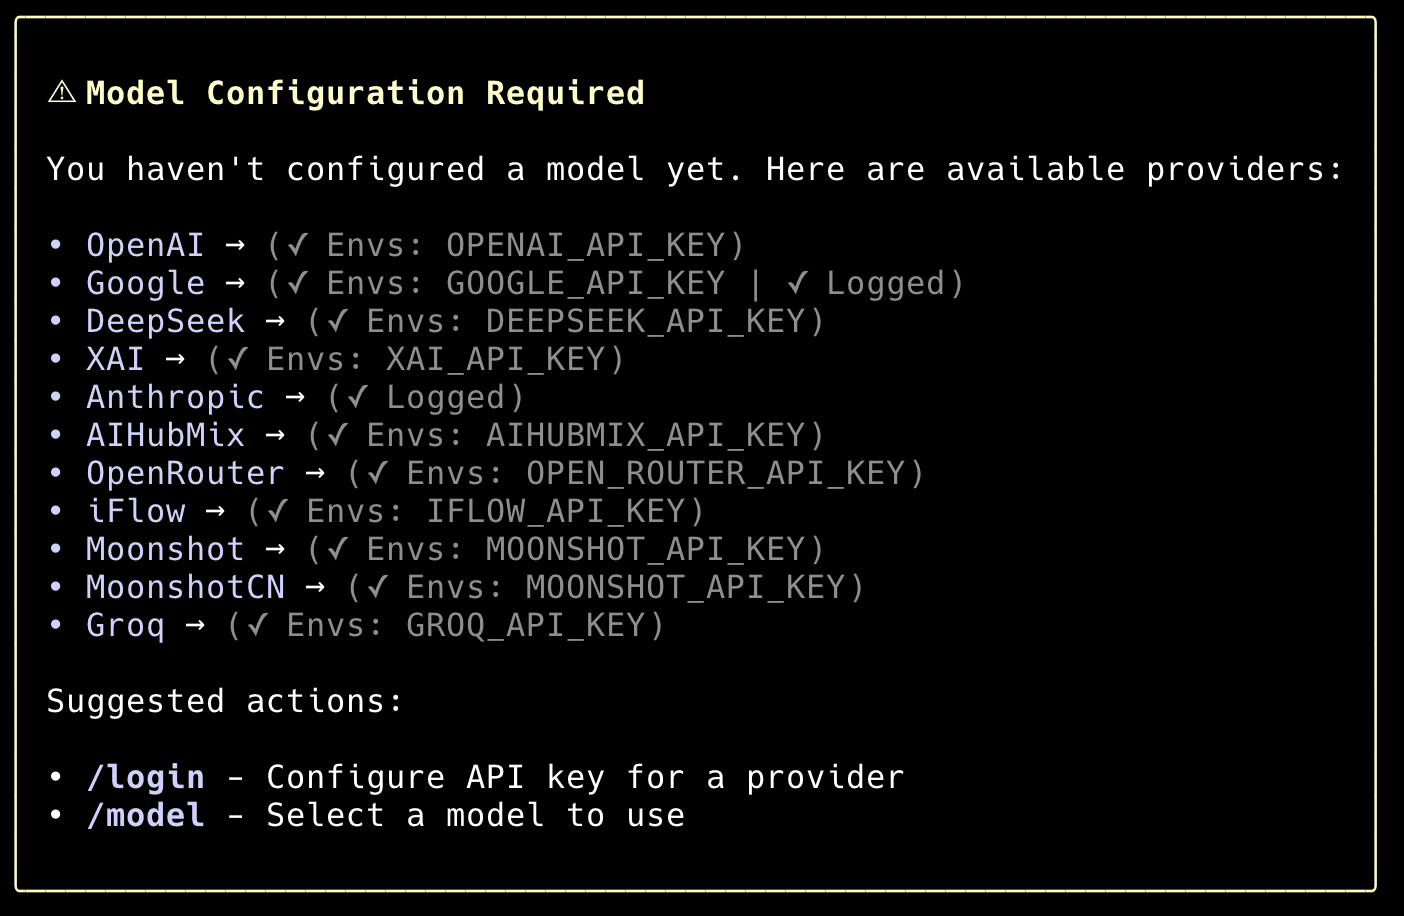 ⚠ Model Configuration Required
You haven't configured a model yet. Here are available providers:
• OpenAI → (✓ Envs: OPENAI_API_KEY)
• Google → (✓ Envs: GOOGLE_API_KEY | ✓ Logged)
• DeepSeek → (✓ Envs: DEEPSEEK_API_KEY)
• XAI → (✓ Envs: XAI_API_KEY)
• Anthropic → (✓ Logged)
• AIHubMix → (✓ Envs: AIHUBMIX_API_KEY)
• OpenRouter → (✓ Envs: OPEN_ROUTER_API_KEY)
• iFlow → (✓ Envs: IFLOW_API_KEY)
• Moonshot → (✓ Envs: MOONSHOT_API_KEY)
• MoonshotCN → (✓ Envs: MOONSHOT_API_KEY)
• Groq → (✓ Envs: GROQ_API_KEY)
Suggested actions:
• /login – Configure API key for a provider
• /model – Select a model to use